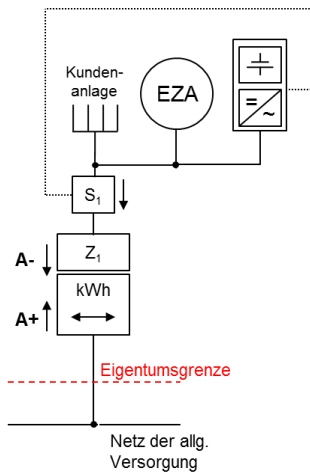 Kunden-
anlage
EZA
=
~
S1
A-
Z1
A+
kWh
Eigentumsgrenze
Netz der allg.
Versorgung